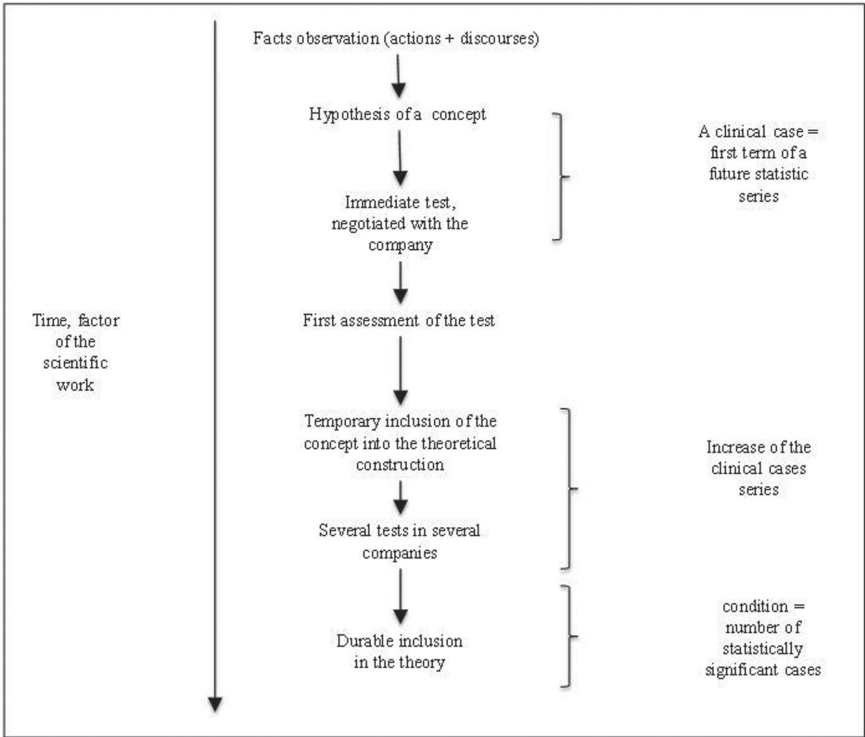 Facts observation (actions + discourses)
Hypothesis of a concept
A clinical case =
first term of a
future statistic
series
Immediate test,
negotiated with the
company
Time, factor
of the
scientific
work
First assessment of the test
Temporary inclusion of the
concept into the theoretical
construction
Increase of the
clinical cases
series
Several tests in several
companies
condition =
number of
statistically
significant cases
Durable inclusion
in the theory